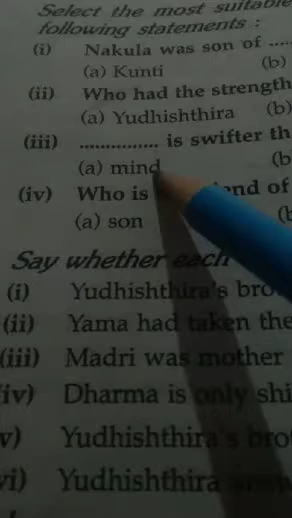 Select the most suitable
following statements :
(i) Nakula was son of .....
(a) Kunti (b)
(ii) Who had the strength
(a) Yudhishthira (b)
(iii) ............... is swifter th
(a) mind (b
(iv) Who is nd of
(a) son (b
Say whether each
(i) Yudhishthira's bro
(ii) Yama had taken the
(iii) Madri was mother
iv) Dharma is only shi
v) Yudhishthira's bro
vi) Yudhishthira